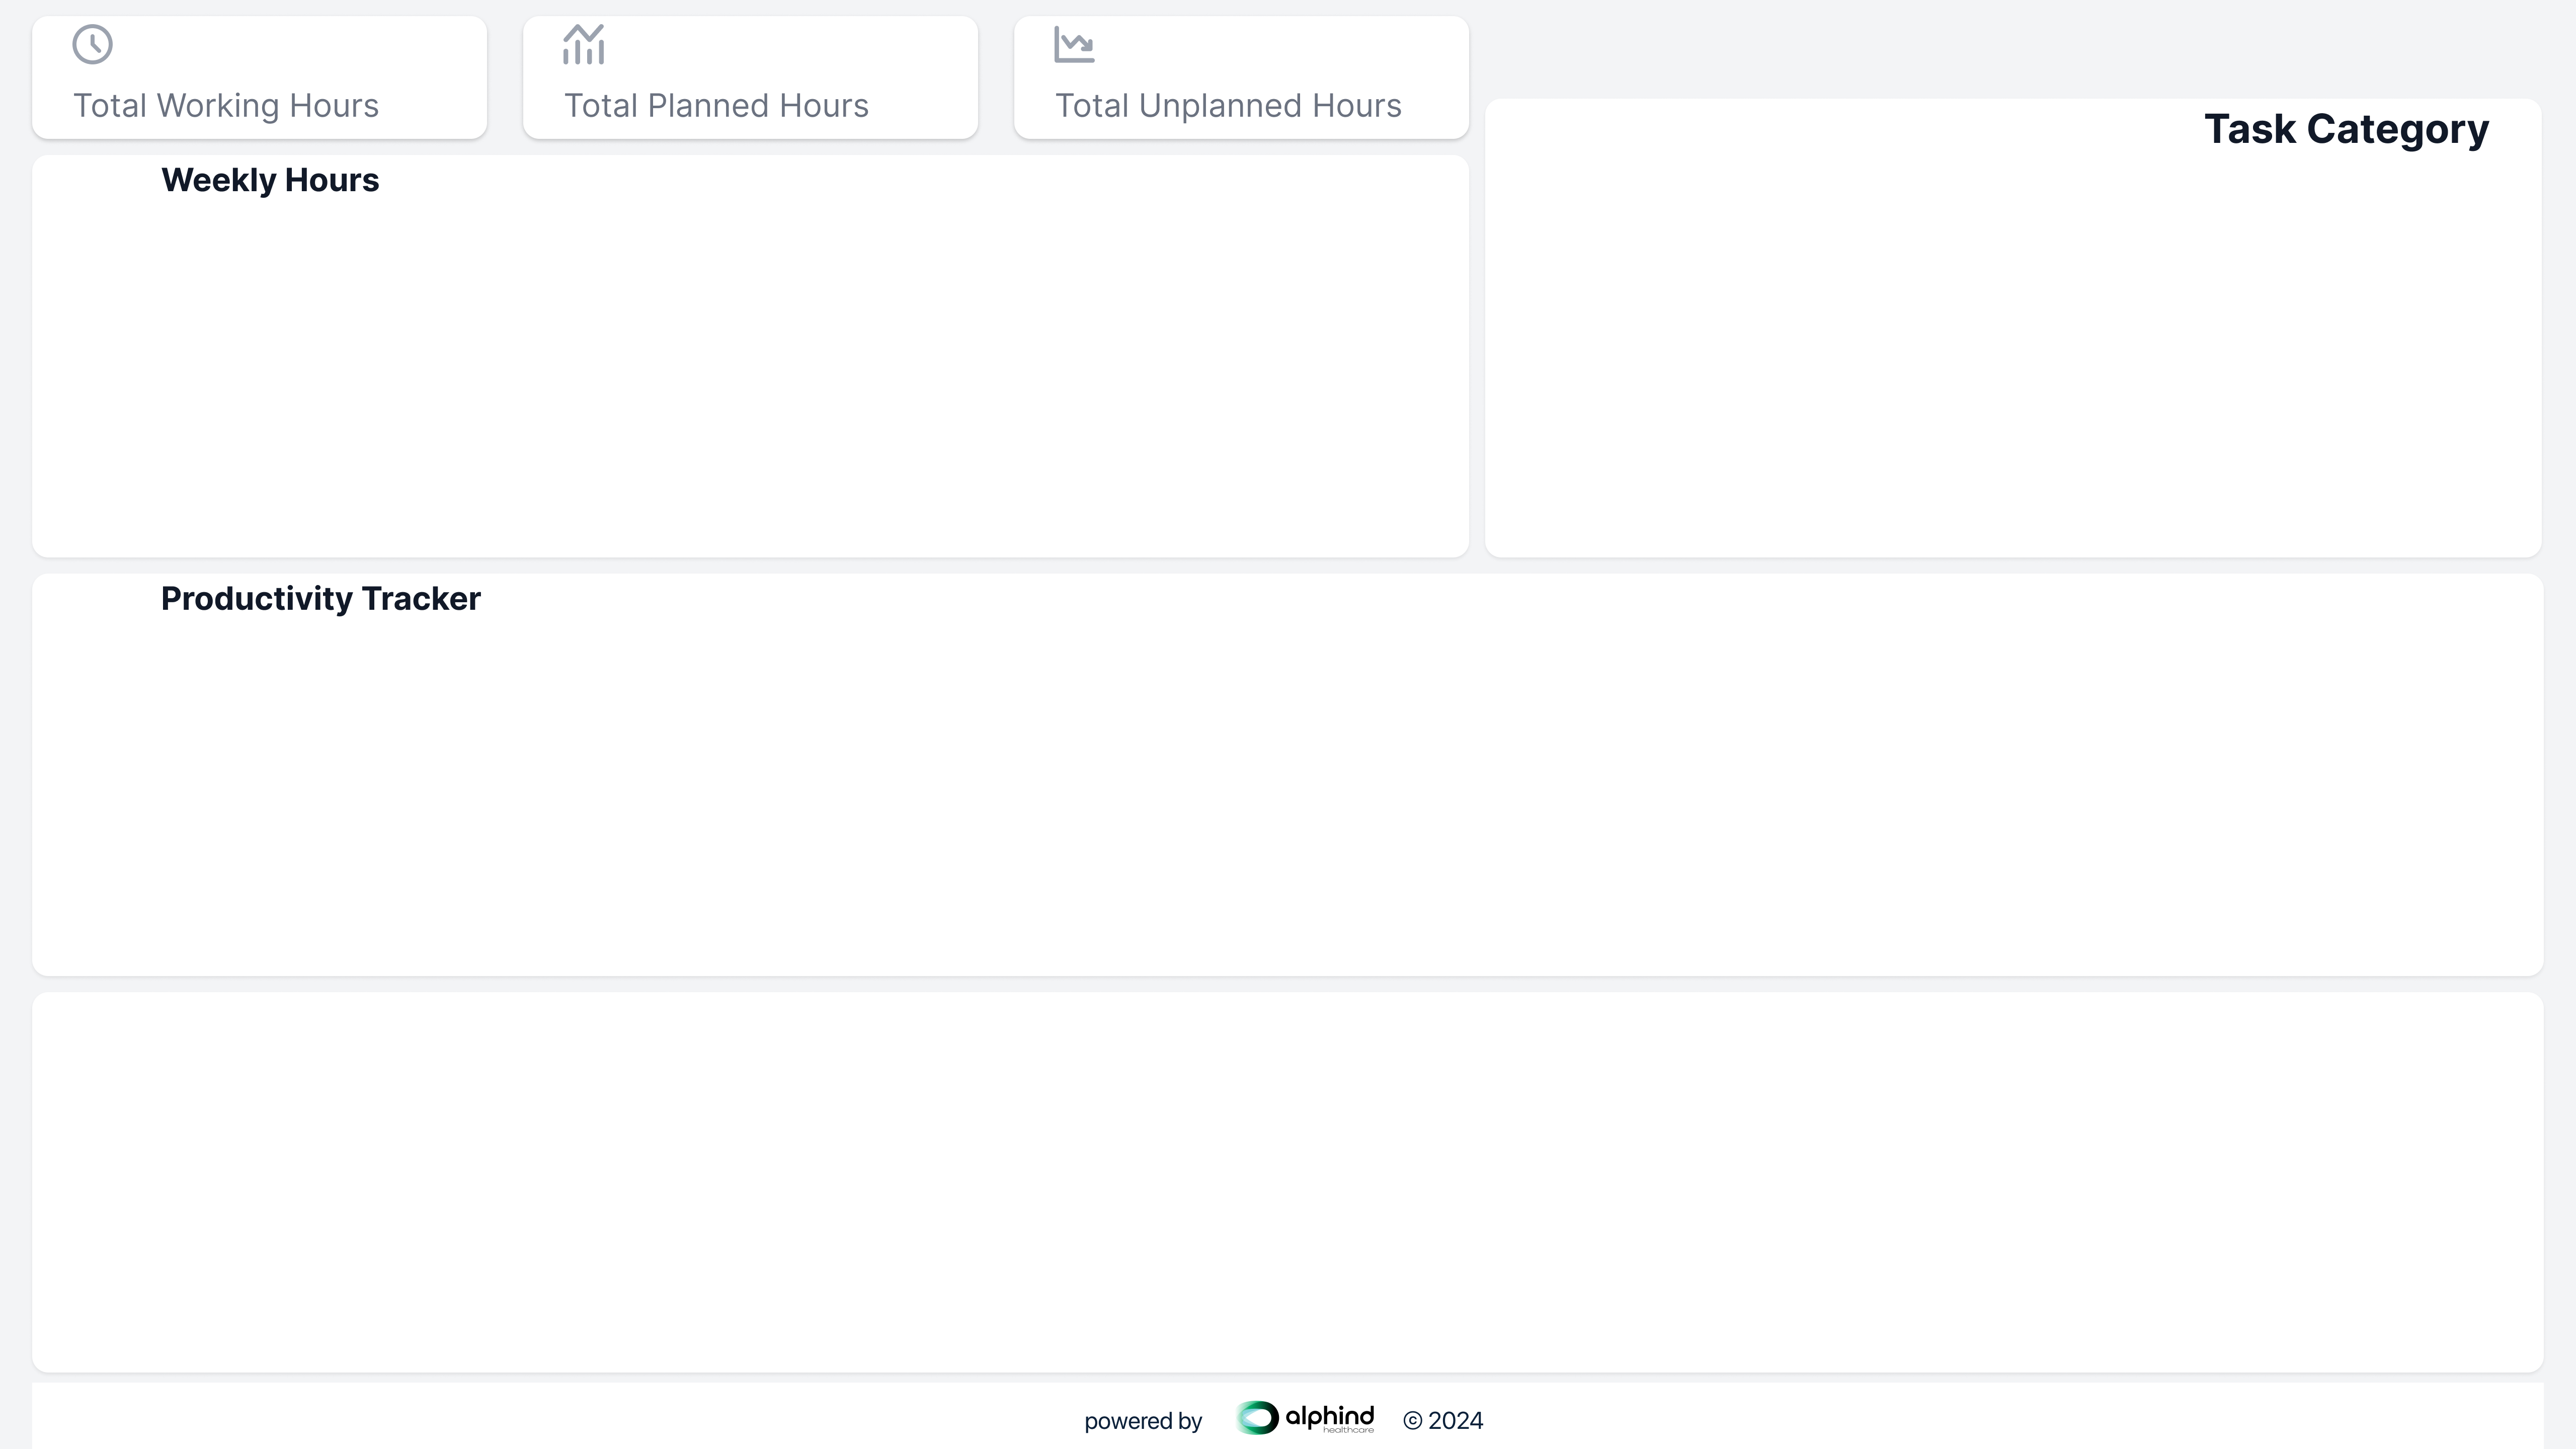 Total Working Hours
Total Planned Hours
Total Unplanned Hours
Task Category
Weekly Hours
Productivity Tracker
powered by
alphind
healthcare
© 2024